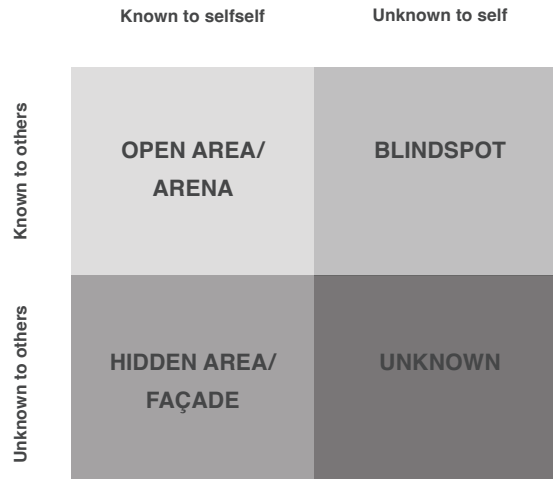 Known to selfself
Unknown to self
Known to others
OPEN AREA/
ARENA
BLINDSPOT
Unknown to others
HIDDEN AREA/
FAÇADE
UNKNOWN